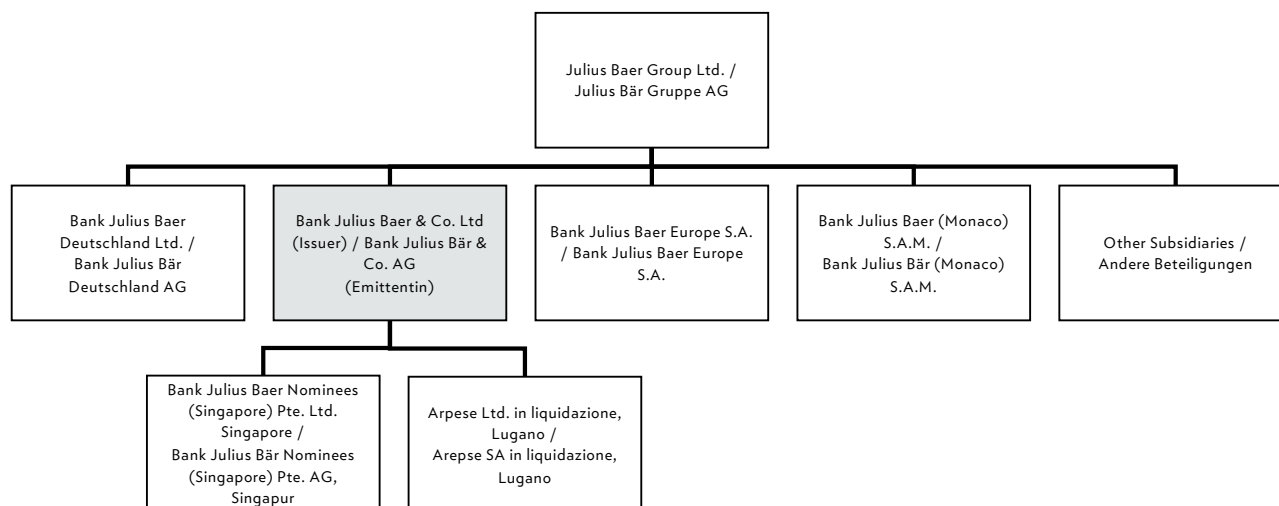 Julius Baer Group Ltd. /
Julius Bär Gruppe AG
Bank Julius Baer
Deutschland Ltd. /
Bank Julius Bär
Deutschland AG
Bank Julius Baer & Co. Ltd
(Issuer) / Bank Julius Bär &
Co. AG
(Emittentin)
Bank Julius Baer Europe S.A.
/ Bank Julius Baer Europe
S.A.
Bank Julius Baer (Monaco)
S.A.M. /
Bank Julius Bär (Monaco)
S.A.M.
Other Subsidiaries /
Andere Beteiligungen
Bank Julius Baer Nominees
(Singapore) Pte. Ltd.
Singapore /
Bank Julius Bär Nominees
(Singapore) Pte. AG,
Singapur
Arpese Ltd. in liquidazione,
Lugano /
Arepse SA in liquidazione,
Lugano